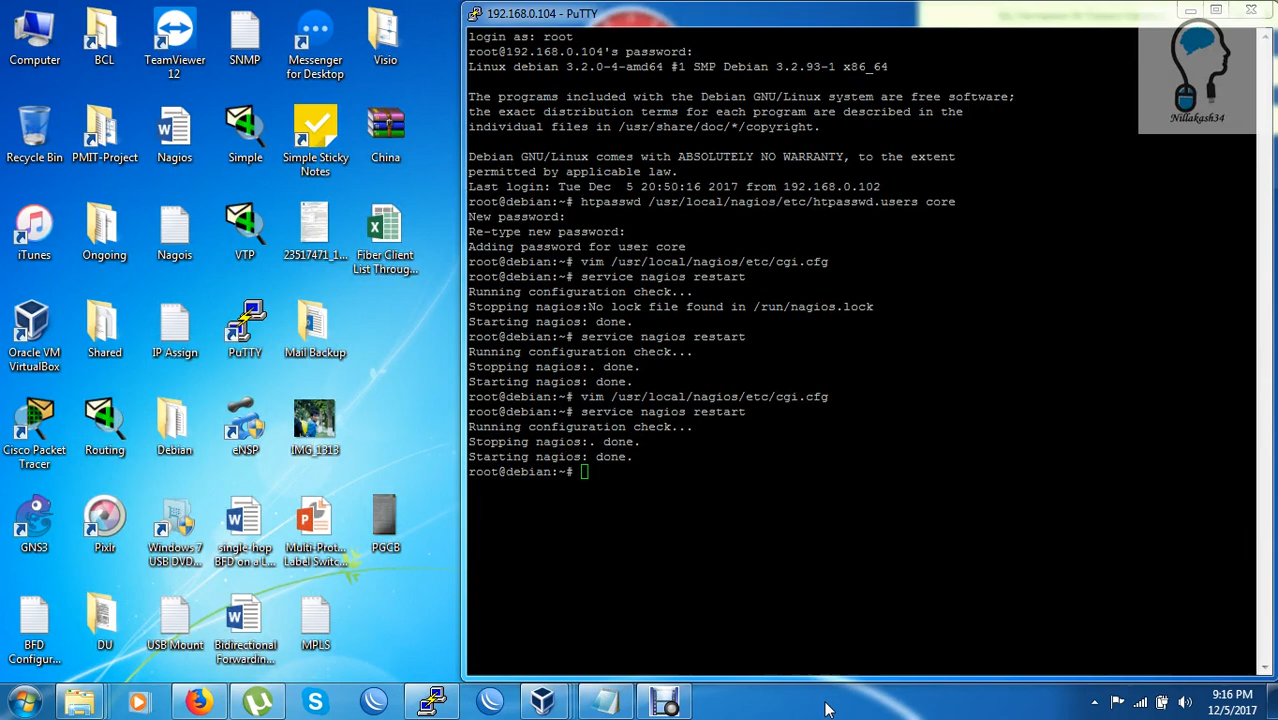 192.168.0.104 - PuTTY
login as: root
root@192.168.0.104's password:
Linux debian 3.2.0-4-amd64 #1 SMP Debian 3.2.93-1 x86_64
The programs included with the Debian GNU/Linux system are free software;
the exact distribution terms for each program are described in the
individual files in /usr/share/doc/*/copyright.
Debian GNU/Linux comes with ABSOLUTELY NO WARRANTY, to the extent
permitted by applicable law.
Last login: Tue Dec  5 20:50:16 2017 from 192.168.0.102
root@debian:~# htpasswd /usr/local/nagios/etc/htpasswd.users core
New password:
Re-type new password:
Adding password for user core
root@debian:~# vim /usr/local/nagios/etc/cgi.cfg
root@debian:~# service nagios restart
Running configuration check...
Stopping nagios:No lock file found in /run/nagios.lock
Starting nagios: done.
root@debian:~# service nagios restart
Running configuration check...
Stopping nagios:. done.
Starting nagios: done.
root@debian:~# vim /usr/local/nagios/etc/cgi.cfg
root@debian:~# service nagios restart
Running configuration check...
Stopping nagios:. done.
Starting nagios: done.
root@debian:~#
Nillakash34
Computer
BCL
TeamViewer
12
SNMP
Messenger
for Desktop
Visio
Recycle Bin
PMIT-Project
Nagios
Simple
Simple Sticky
Notes
China
iTunes
Ongoing
Nagois
VTP
23517471_1...
Fiber Client
List Throug...
Oracle VM
VirtualBox
Shared
IP Assign
PuTTY
Mail Backup
Cisco Packet
Tracer
Routing
Debian
eNSP
IMG_1313
GNS3
Pixlr
Windows 7
USB DVD...
single-hop
BFD on a L...
Multi-Prot...
Label Switc...
PGCB
BFD
Configur...
DU
USB Mount
Bidirectional
Forwardin...
MPLS
9:16 PM
12/5/2017